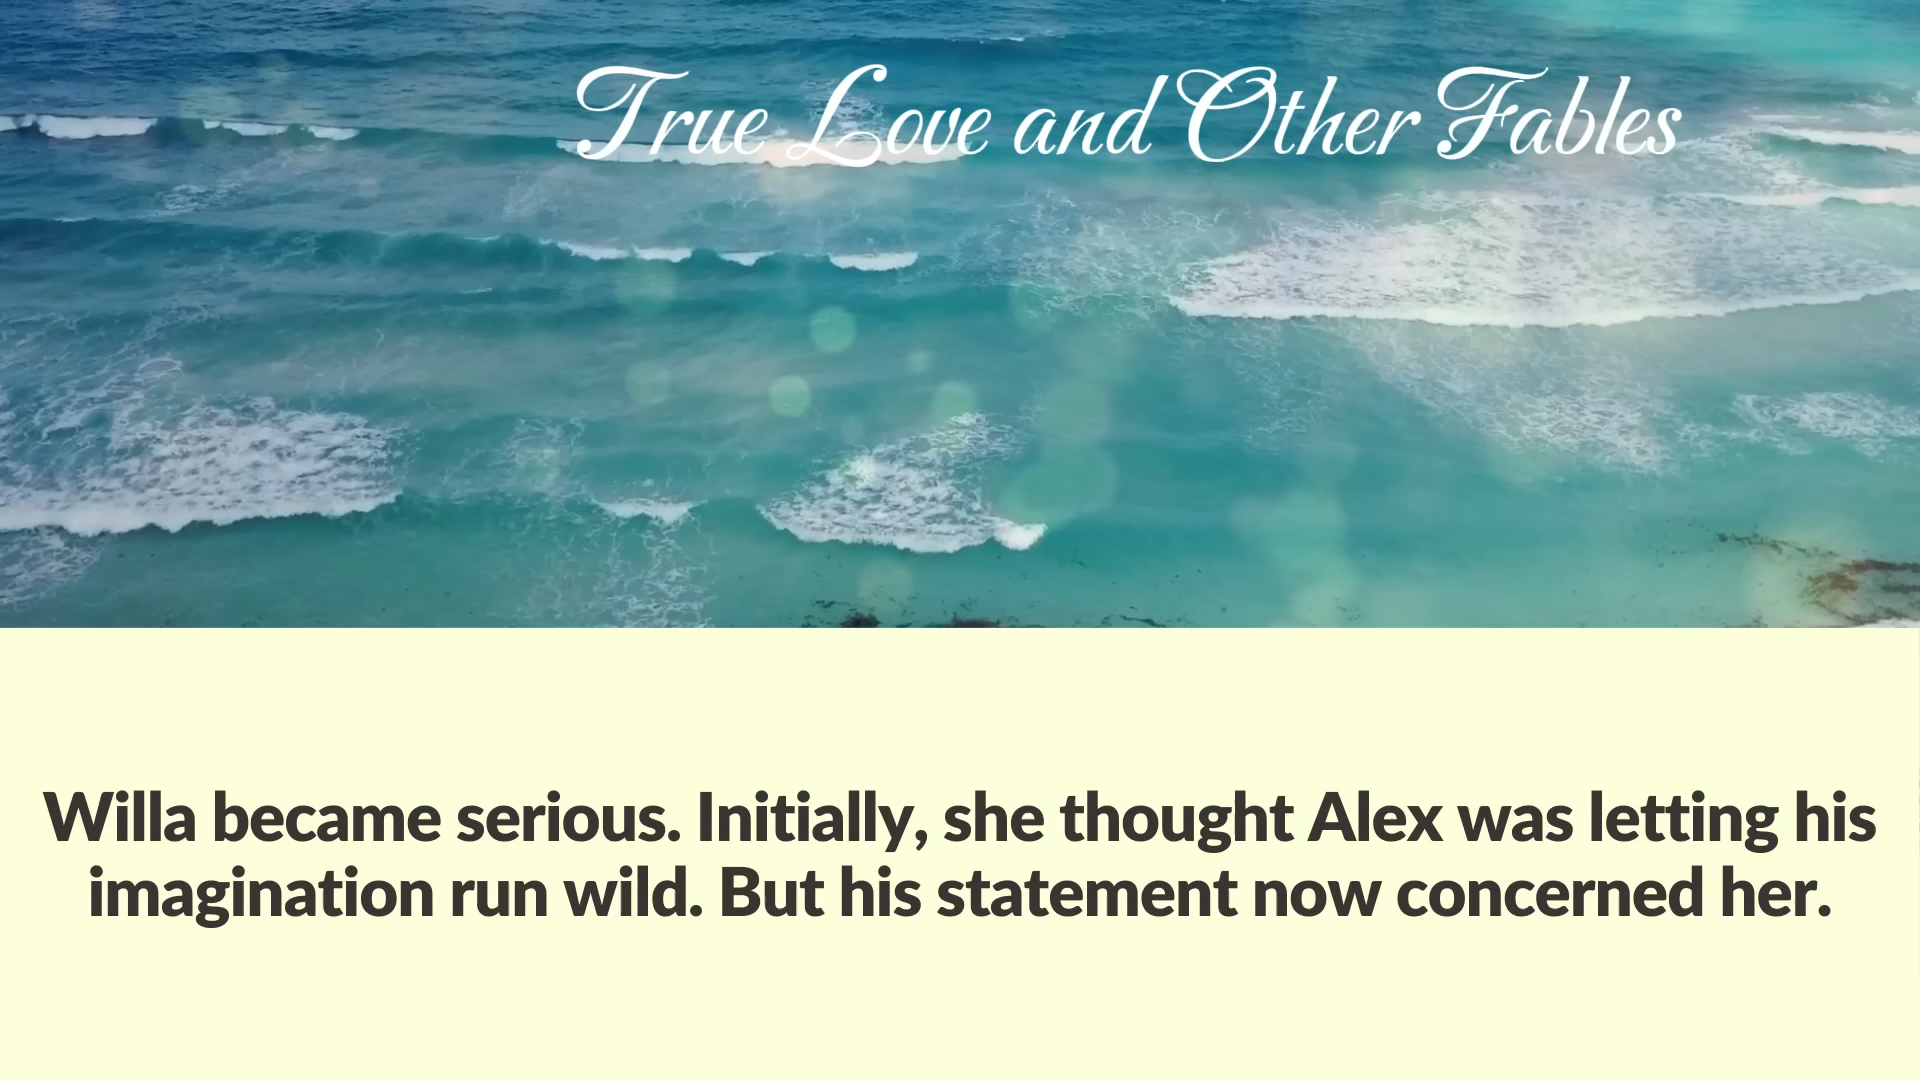 True Love and Other Fables
Willa became serious. Initially, she thought Alex was letting his
imagination run wild. But his statement now concerned her.